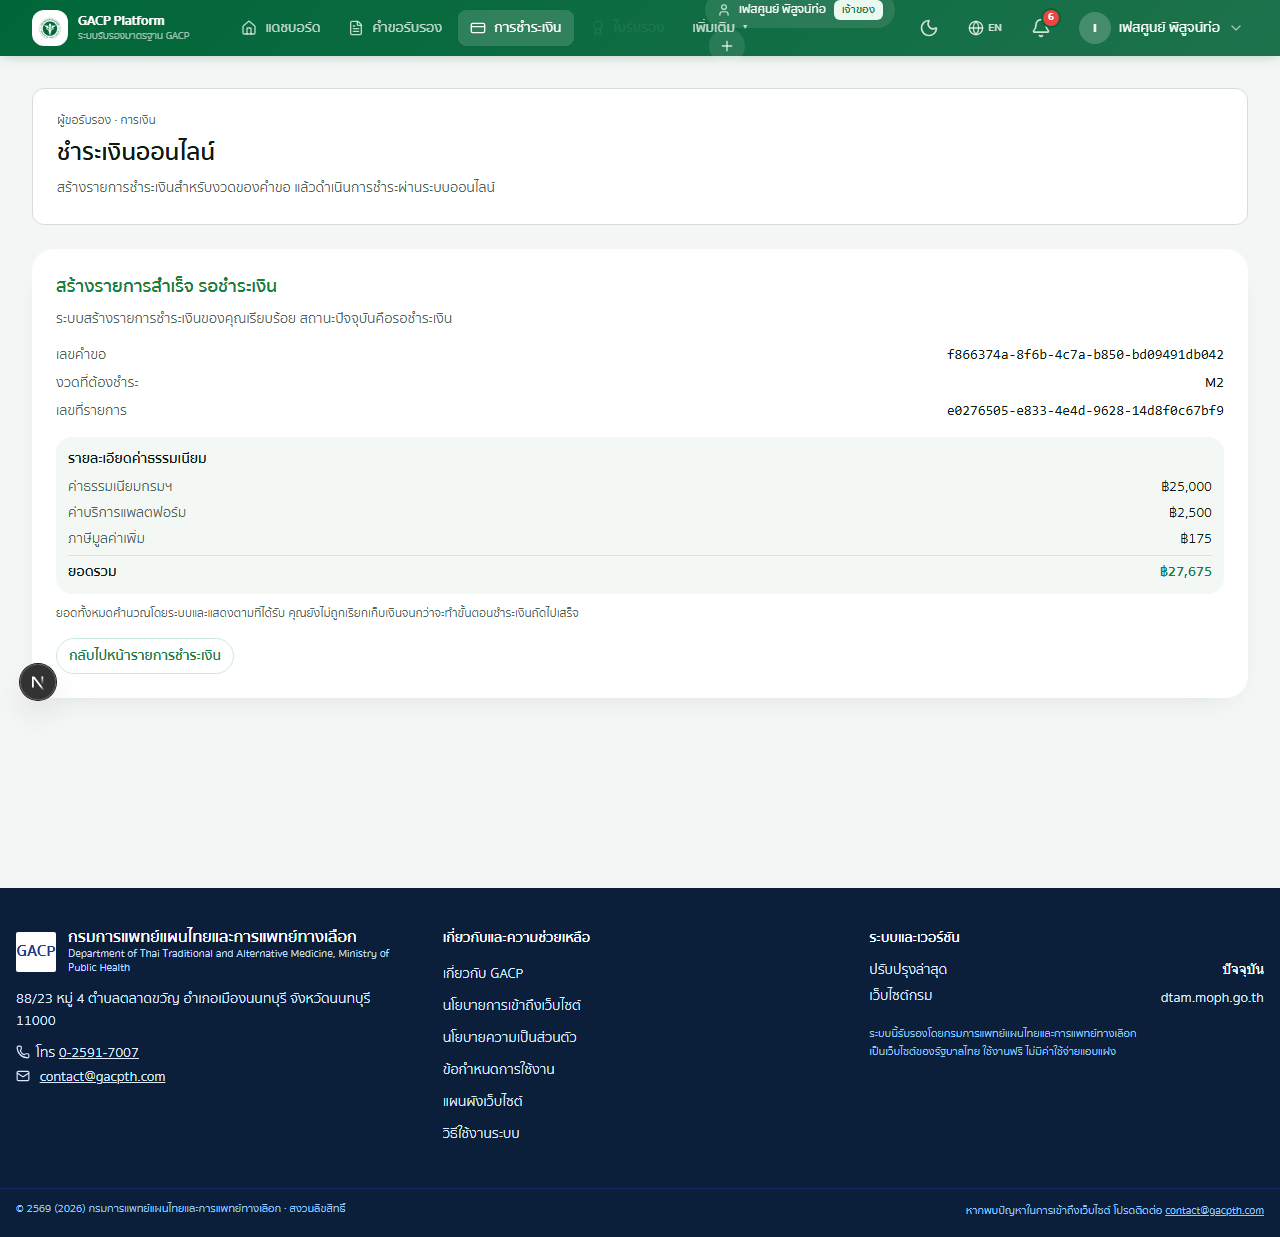 GACP Platform
ระบบรับรองมาตรฐาน GACP
แดชบอร์ด
คำขอรับรอง
การชำระเงิน
ใบรับรอง
เพิ่มเติม
เฟสศูนย์ พิสูจน์ท่อ
เจ้าของ
EN
6
I
เฟสศูนย์ พิสูจน์ท่อ
ผู้ขอรับรอง · การเงิน
ชำระเงินออนไลน์
สร้างรายการชำระเงินสำหรับงวดของคำขอ แล้วดำเนินการชำระผ่านระบบออนไลน์
สร้างรายการสำเร็จ รอชำระเงิน
ระบบสร้างรายการชำระเงินของคุณเรียบร้อย สถานะปัจจุบันคือรอชำระเงิน
เลขคำขอ f866374a-8f6b-4c7a-b850-bd09491db042
งวดที่ต้องชำระ M2
เลขที่รายการ e0276505-e833-4e4d-9628-14d8f0c67bf9
รายละเอียดค่าธรรมเนียม
ค่าธรรมเนียมกรมฯ ฿25,000
ค่าบริการแพลตฟอร์ม ฿2,500
ภาษีมูลค่าเพิ่ม ฿175
ยอดรวม ฿27,675
ยอดทั้งหมดคำนวณโดยระบบและแสดงตามที่ได้รับ คุณยังไม่ถูกเรียกเก็บเงินจนกว่าจะทำขั้นตอนชำระเงินถัดไปเสร็จ
กลับไปหน้ารายการชำระเงิน
N
GACP
กรมการแพทย์แผนไทยและการแพทย์ทางเลือก
Department of Thai Traditional and Alternative Medicine, Ministry of
Public Health
88/23 หมู่ 4 ตำบลตลาดขวัญ อำเภอเมืองนนทบุรี จังหวัดนนทบุรี
11000
โทร 0-2591-7007
contact@gacpth.com
เกี่ยวกับและความช่วยเหลือ
เกี่ยวกับ GACP
นโยบายการเข้าถึงเว็บไซต์
นโยบายความเป็นส่วนตัว
ข้อกำหนดการใช้งาน
แผนผังเว็บไซต์
วิธีใช้งานระบบ
ระบบและเวอร์ชัน
ปรับปรุงล่าสุด ปัจจุบัน
เว็บไซต์กรม dtam.moph.go.th
ระบบนี้รับรองโดยกรมการแพทย์แผนไทยและการแพทย์ทางเลือก
เป็นเว็บไซต์ของรัฐบาลไทย ใช้งานฟรี ไม่มีค่าใช้จ่ายแอบแฝง
© 2569 (2026) กรมการแพทย์แผนไทยและการแพทย์ทางเลือก · สงวนลิขสิทธิ์
หากพบปัญหาในการเข้าถึงเว็บไซต์ โปรดติดต่อ contact@gacpth.com